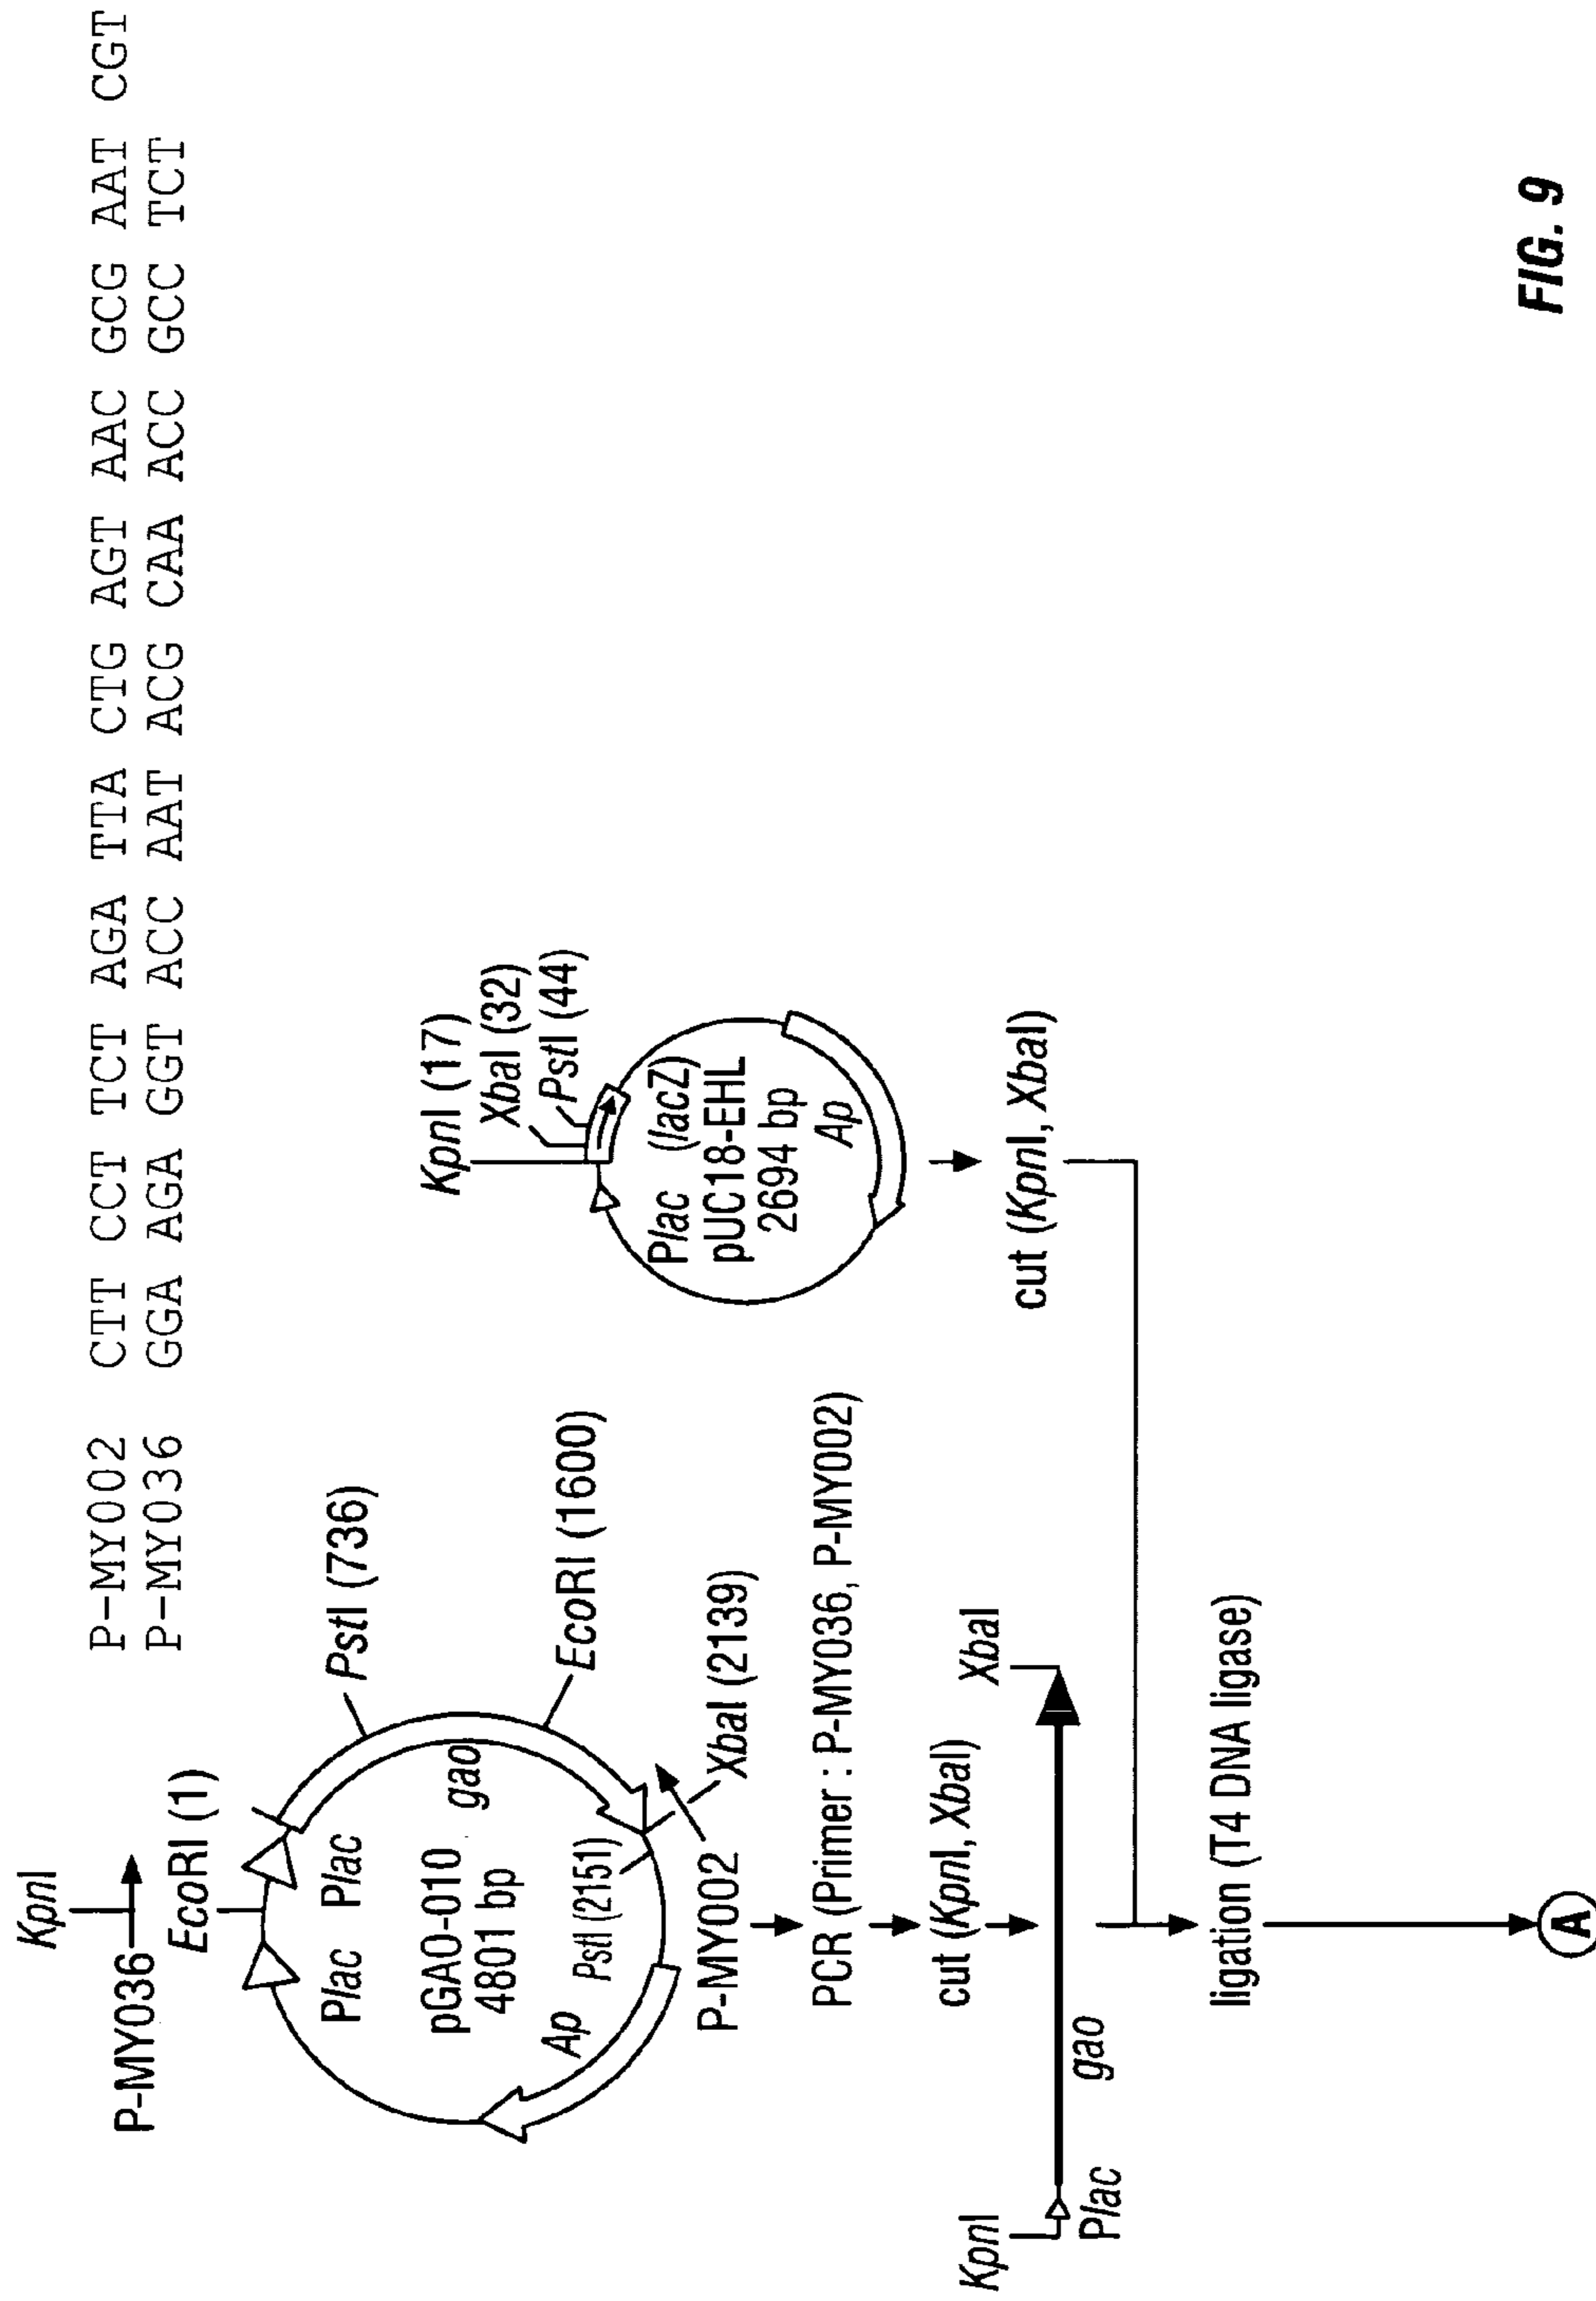 P-MY002 CTT CCT TCT AGA TTA CTG AGT AAC GCG AAT CGT
P-MY036 GGA AGA GGT ACC AAT ACG CAA ACC GCC TCT
KpnI
P-MY036
EcoRI (1)
PstI (736)
Plac Plac
gao
pGAO-010
4801 bp
EcoRI (1600)
Ap
PstI (2151)
XbaI (2139)
P-MY002
KpnI (17)
XbaI (32)
PstI (44)
Plac (lacZ)
pUC18-EHL
2694 bp
Ap
PCR (Primer : P-MY036, P-MY002)
cut (KpnI, XbaI)
cut (KpnI, XbaI)
KpnI
XbaI
Plac
gao
ligation (T4 DNA ligase)
A
FIG. 9